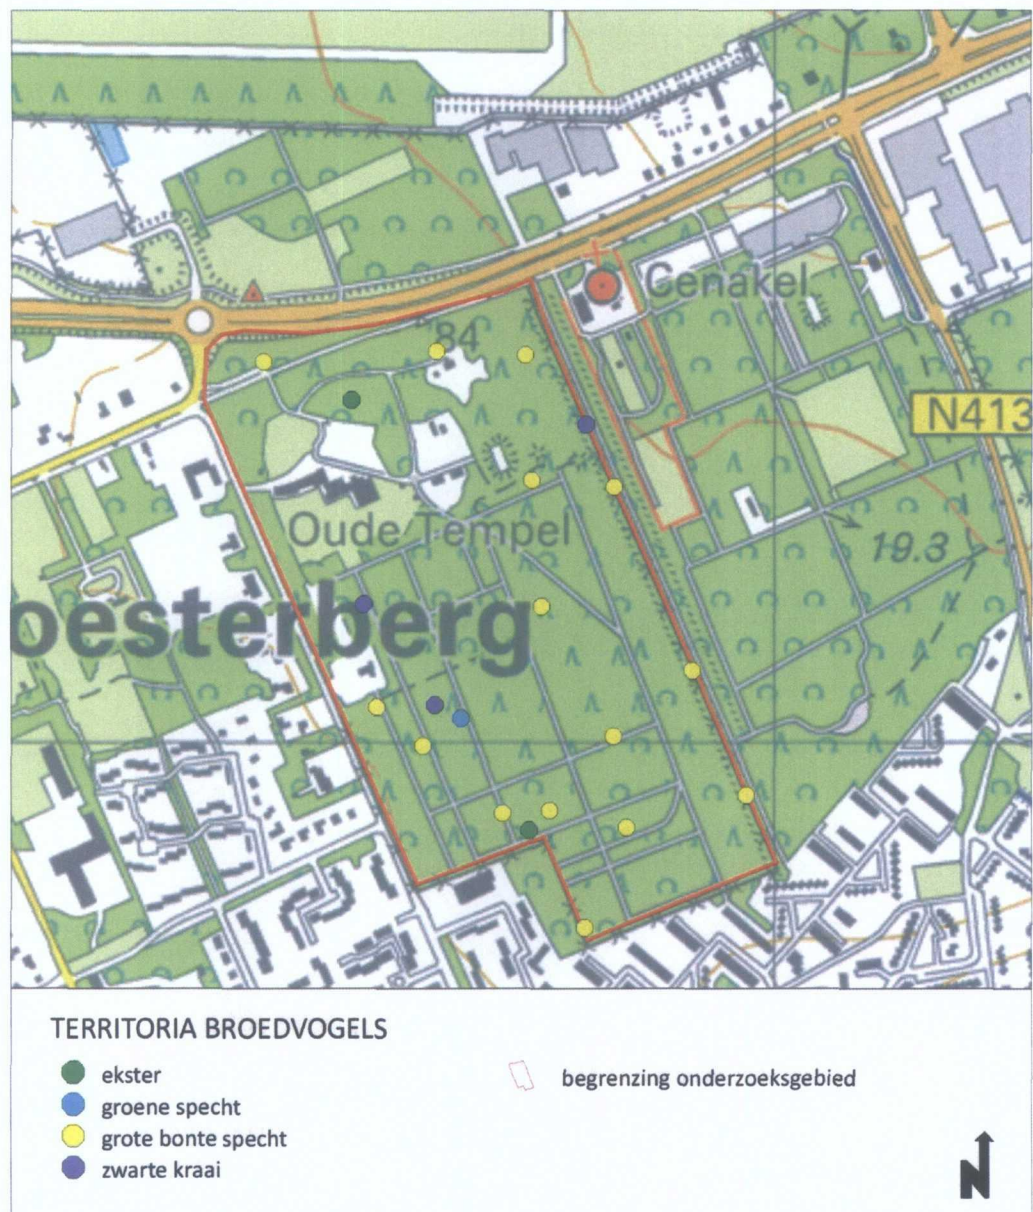 84
Cenakel
N413
Oude Tempel
19.3
oesterberg
TERRITORIA BROEDVOGELS
ekster
groene specht
grote bonte specht
zwarte kraai
begrenzing onderzoeksgebied
N